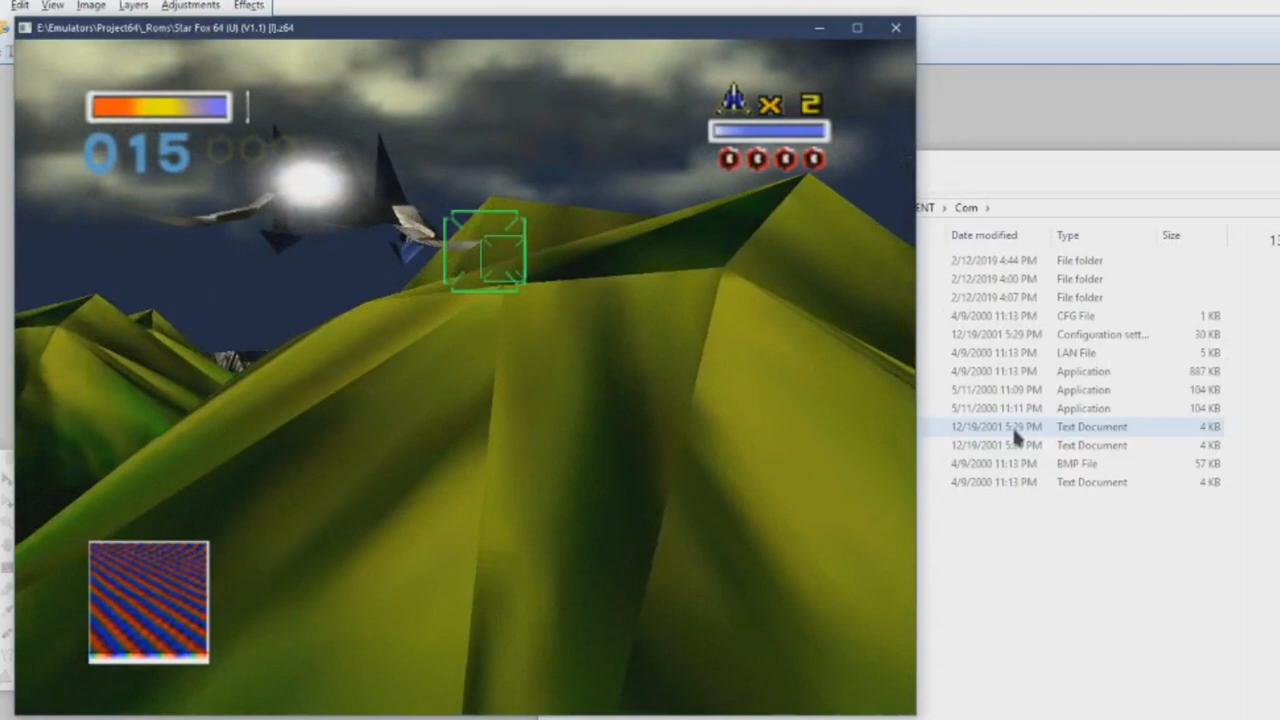 Edit View Image Layers Adjustments Effects
E:\Emulators\Project64\_Roms\Star Fox 64 (U) (V1.1) [!].z64
015 000
x 2
ENT › Com ›
Date modified Type Size
2/12/2019 4:44 PM File folder
2/12/2019 4:00 PM File folder
2/12/2019 4:07 PM File folder
4/9/2000 11:13 PM CFG File 1 KB
12/19/2001 5:29 PM Configuration sett... 30 KB
4/9/2000 11:13 PM LAN File 5 KB
4/9/2000 11:13 PM Application 887 KB
5/11/2000 11:09 PM Application 104 KB
5/11/2000 11:11 PM Application 104 KB
12/19/2001 5:29 PM Text Document 4 KB
12/19/2001 PM Text Document 4 KB
4/9/2000 11:13 PM BMP File 57 KB
4/9/2000 11:13 PM Text Document 4 KB